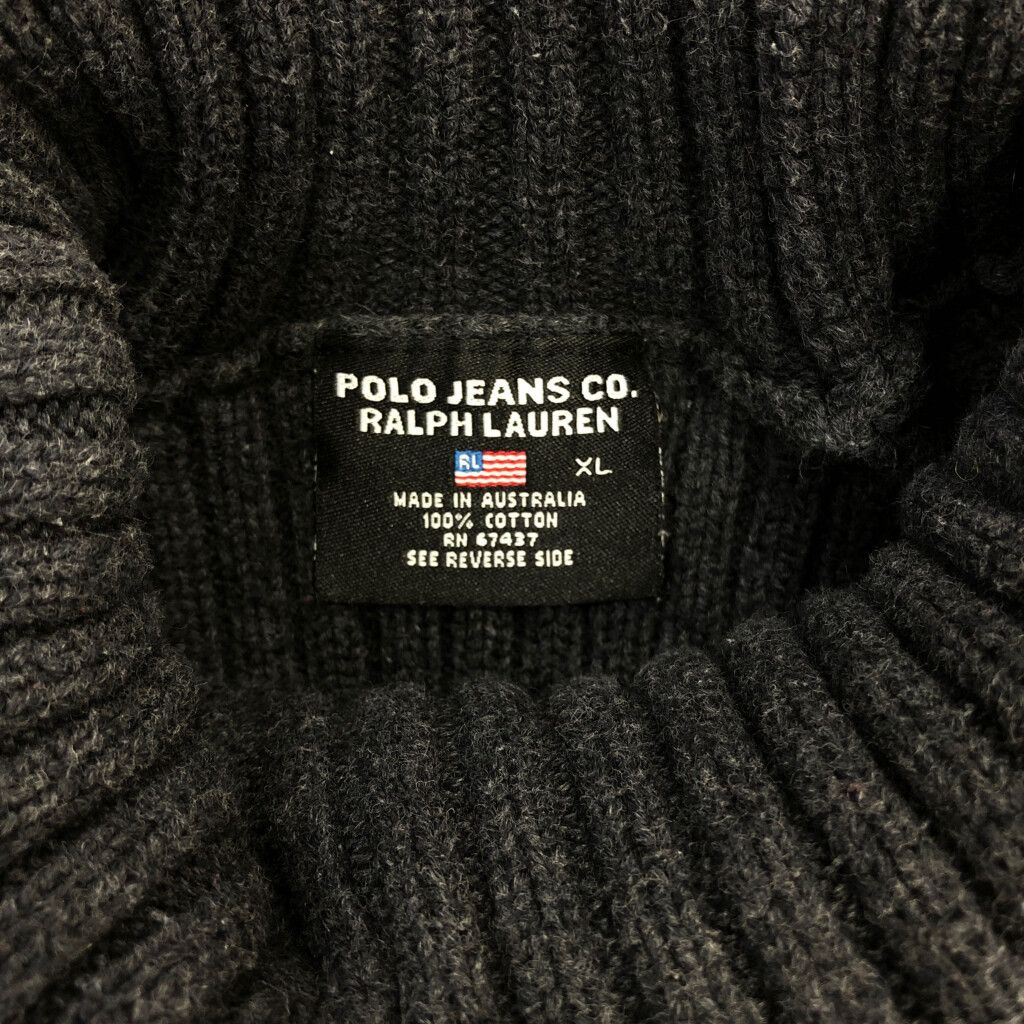 POLO JEANS CO.
RALPH LAUREN
RL
XL
MADE IN AUSTRALIA
100% COTTON
RN 67437
SEE REVERSE SIDE